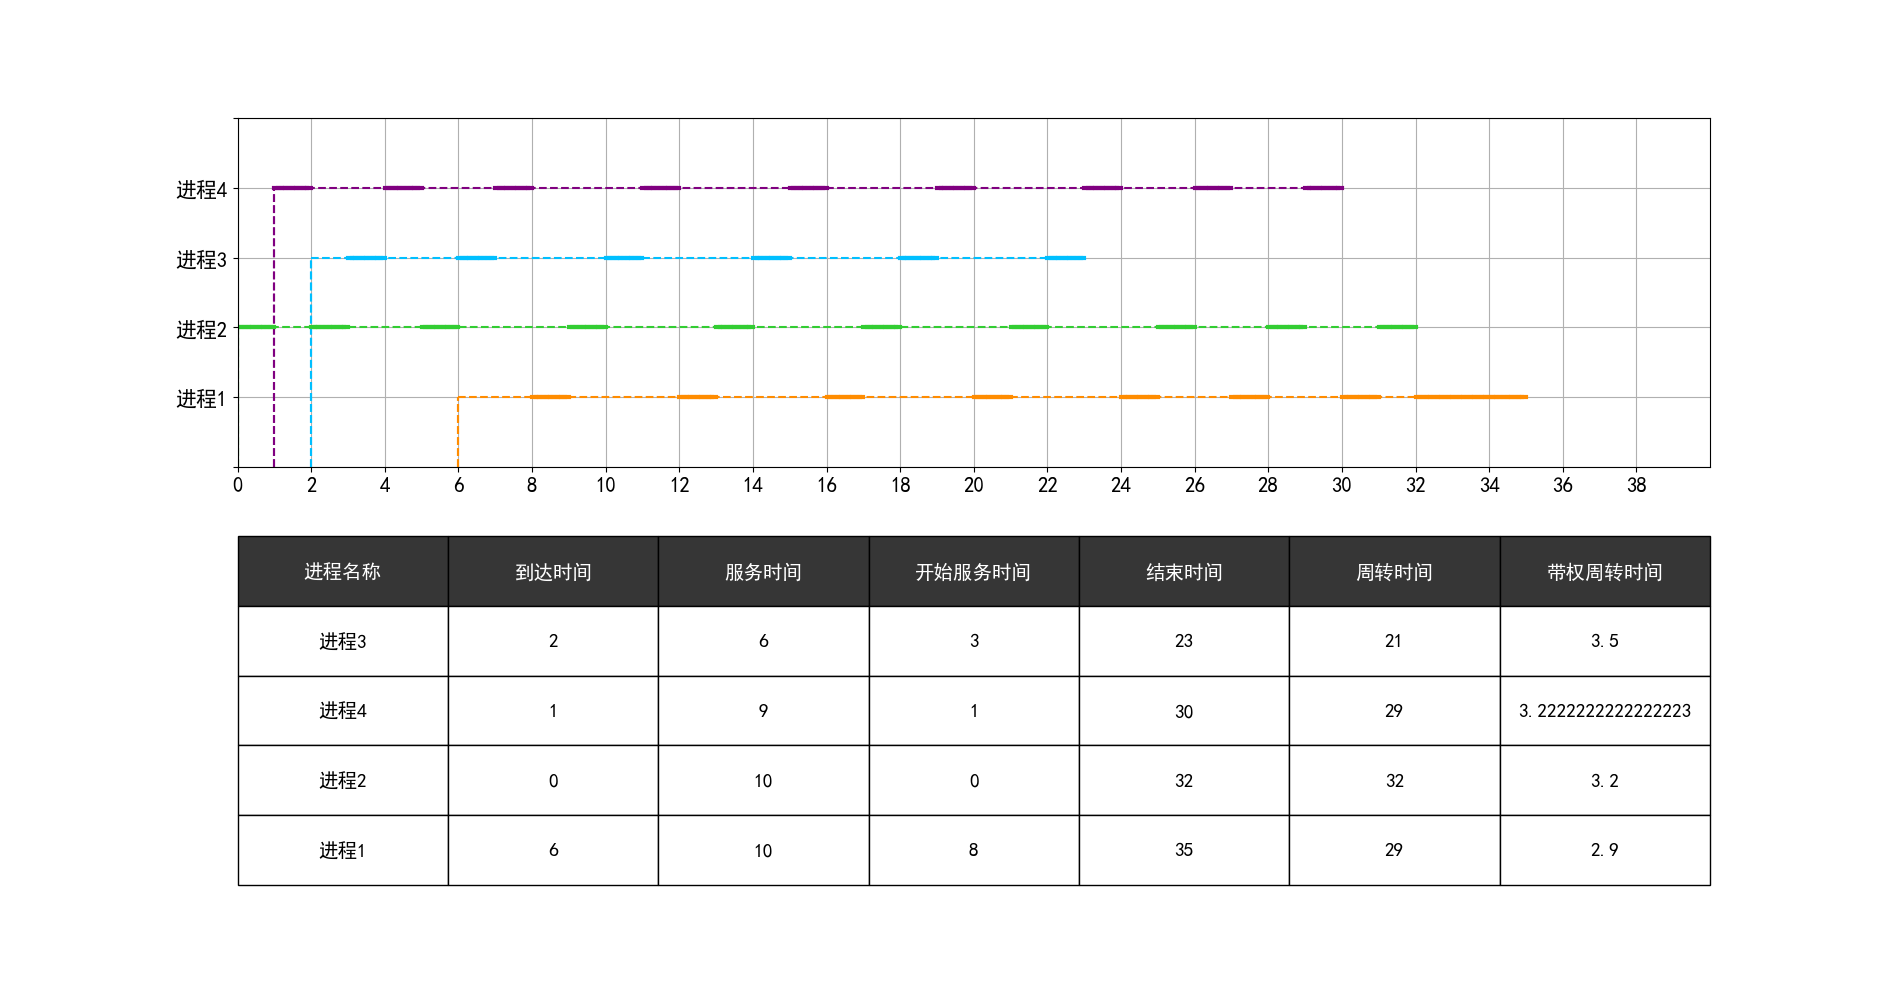 进程4
进程3
进程2
进程1
0 2 4 6 8 10 12 14 16 18 20 22 24 26 28 30 32 34 36 38
进程名称 到达时间 服务时间 开始服务时间 结束时间 周转时间 带权周转时间
进程3 2 6 3 23 21 3.5
进程4 1 9 1 30 29 3.2222222222222223
进程2 0 10 0 32 32 3.2
进程1 6 10 8 35 29 2.9